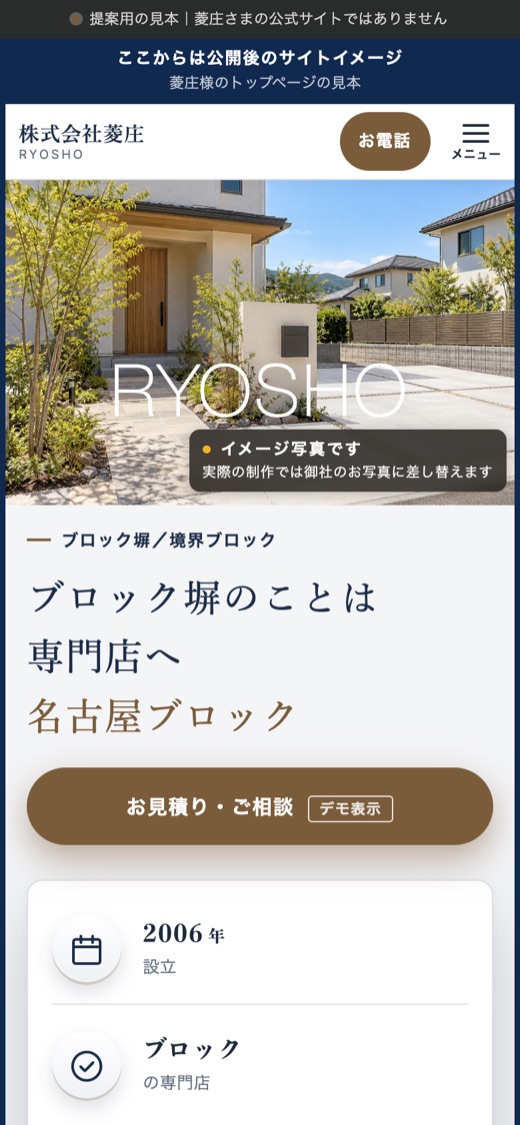 提案用の見本｜菱庄さまの公式サイトではありません
ここからは公開後のサイトイメージ
菱庄様のトップページの見本
株式会社菱庄
RYOSHO
お電話
メニュー
RYOSHO
イメージ写真です
実際の制作では御社のお写真に差し替えます
ブロック塀／境界ブロック
ブロック塀のことは
専門店へ
名古屋ブロック
お見積り・ご相談 デモ表示
2006年
設立
ブロック
の専門店